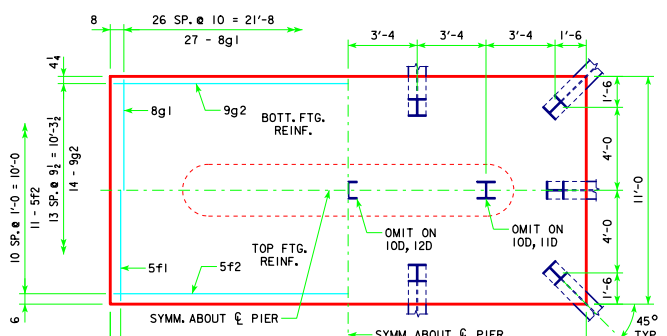 8
26 SP. @ 10 = 21'-8
27 - 8g1
3'-4
3'-4
3'-4
1'-6
4¼
8g1
9g2
BOTT. FTG.
REINF.
1'-6
4'-0
11'-0
4'-0
1'-6
10 SP. @ 1'-0 = 10'-0
11 - 5f2
13 SP. @ 9½ = 10'-3½
14 - 9g2
OMIT ON
10D, 12D
OMIT ON
10D, 11D
TOP FTG.
REINF.
5f1
5f2
6
SYMM. ABOUT ℄ PIER
SYMM. ABOUT ℄ PIER
45°
TYP.